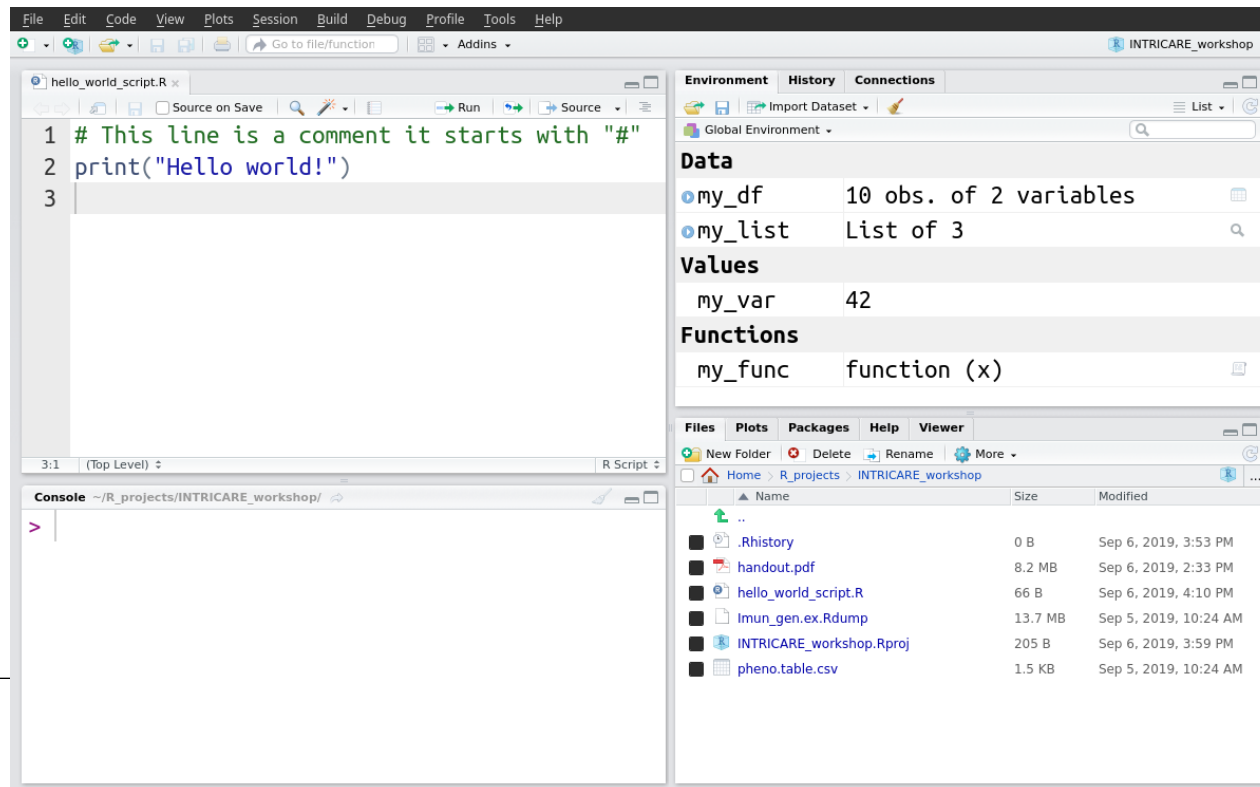 File Edit Code View Plots Session Build Debug Profile Tools Help
Go to file/function Addins INTRICARE_workshop
hello_world_script.R
Source on Save Run Source
1 # This line is a comment it starts with "#"
2 print("Hello world!")
3
3:1 (Top Level) R Script
Console ~/R_projects/INTRICARE_workshop/
>
Environment History Connections
Import Dataset List
Global Environment
Data
my_df 10 obs. of 2 variables
my_list List of 3
Values
my_var 42
Functions
my_func function (x)
Files Plots Packages Help Viewer
New Folder Delete Rename More
Home R_projects INTRICARE_workshop ...
Name Size Modified
..
.Rhistory 0 B Sep 6, 2019, 3:53 PM
handout.pdf 8.2 MB Sep 6, 2019, 2:33 PM
hello_world_script.R 66 B Sep 6, 2019, 4:10 PM
Imun_gen.ex.Rdump 13.7 MB Sep 5, 2019, 10:24 AM
INTRICARE_workshop.Rproj 205 B Sep 6, 2019, 3:59 PM
pheno.table.csv 1.5 KB Sep 5, 2019, 10:24 AM